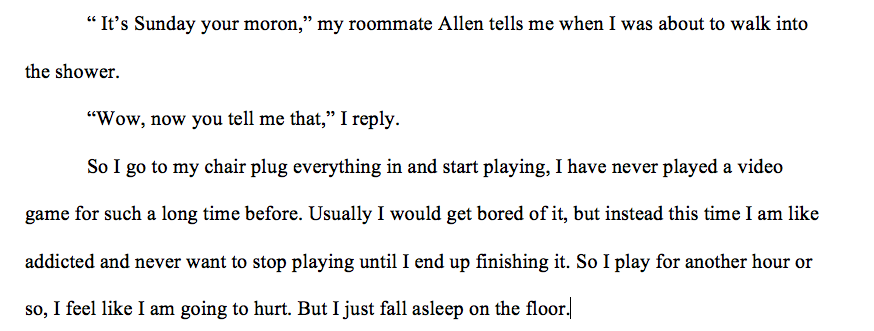 “ It’s Sunday your moron,” my roommate Allen tells me when I was about to walk into
the shower.
“Wow, now you tell me that,” I reply.
So I go to my chair plug everything in and start playing, I have never played a video
game for such a long time before. Usually I would get bored of it, but instead this time I am like
addicted and never want to stop playing until I end up finishing it. So I play for another hour or
so, I feel like I am going to hurt. But I just fall asleep on the floor.